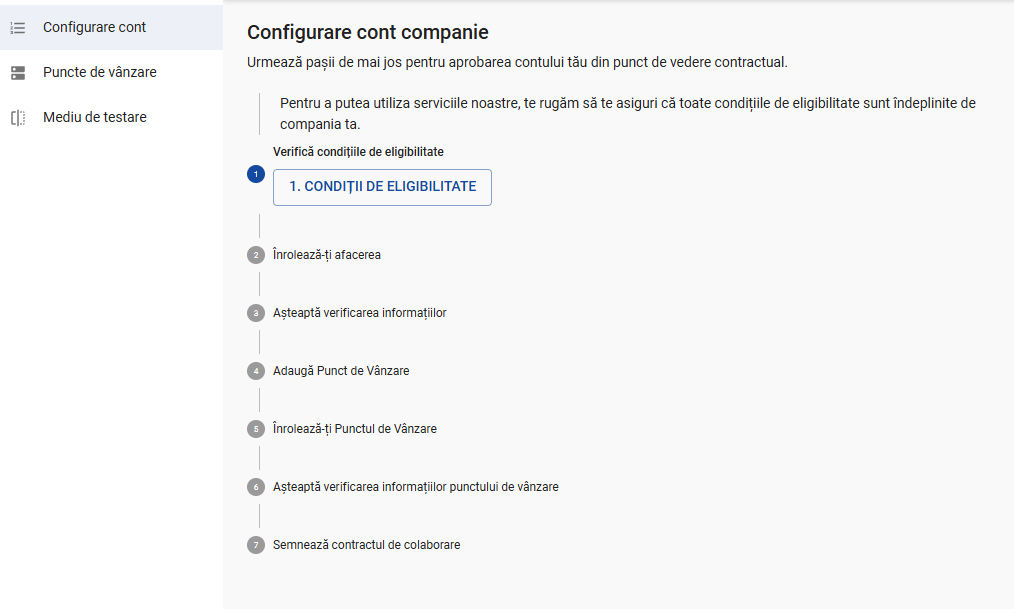 Configurare cont
Puncte de vânzare
Mediu de testare
Configurare cont companie
Urmează pașii de mai jos pentru aprobarea contului tău din punct de vedere contractual.
Pentru a putea utiliza serviciile noastre, te rugăm să te asiguri că toate condițiile de eligibilitate sunt îndeplinite de
compania ta.
Verifică condițiile de eligibilitate
1
1. CONDIȚII DE ELIGIBILITATE
2 Înrolează-ți afacerea
3 Așteaptă verificarea informațiilor
4 Adaugă Punct de Vânzare
5 Înrolează-ți Punctul de Vânzare
6 Așteaptă verificarea informațiilor punctului de vânzare
7 Semnează contractul de colaborare